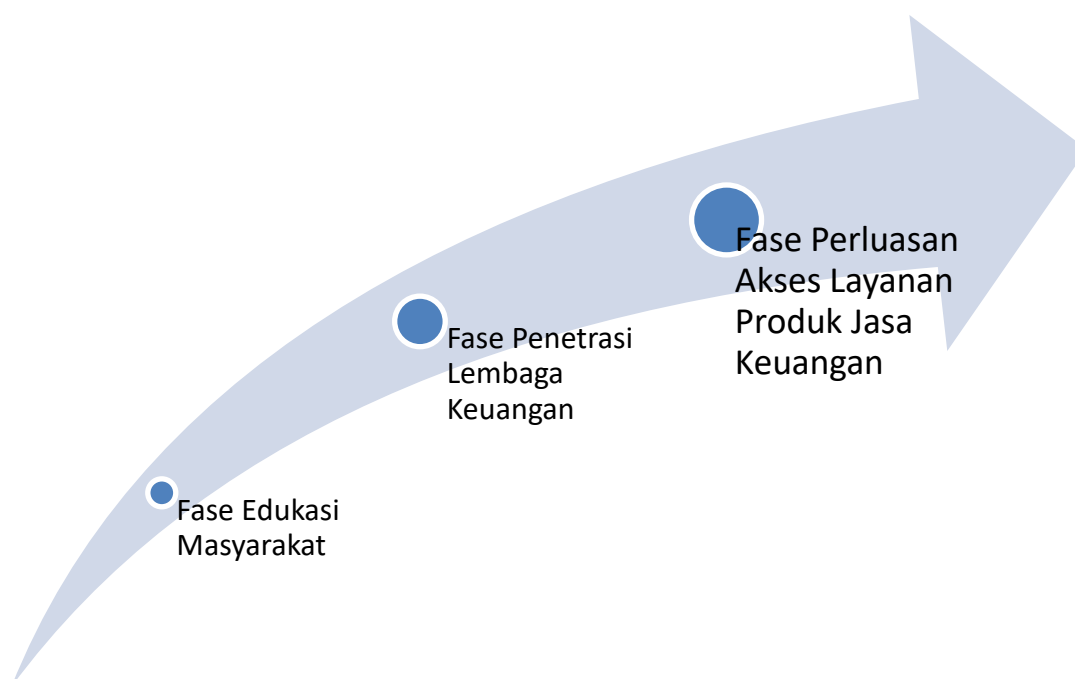 Fase Perluasan
Akses Layanan
Produk Jasa
Keuangan
Fase Penetrasi
Lembaga
Keuangan
Fase Edukasi
Masyarakat